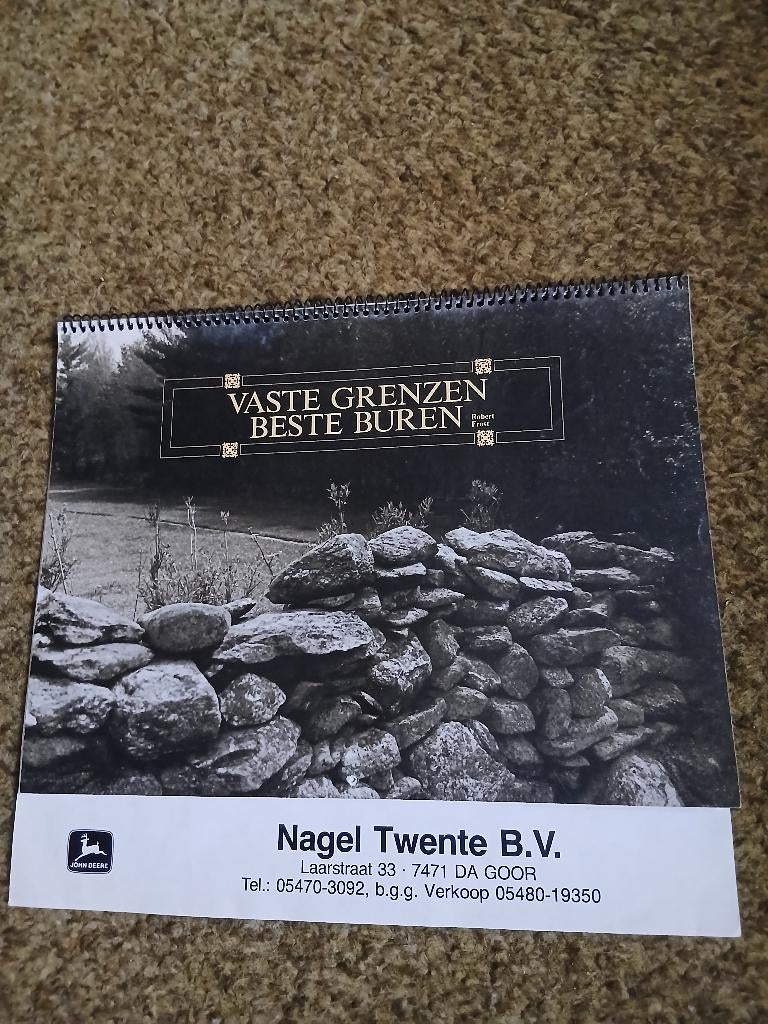 VASTE GRENZEN
BESTE BUREN
Robert
Frost
JOHN DEERE
Nagel Twente B.V.
Laarstraat 33 · 7471 DA GOOR
Tel.: 05470-3092, b.g.g. Verkoop 05480-19350